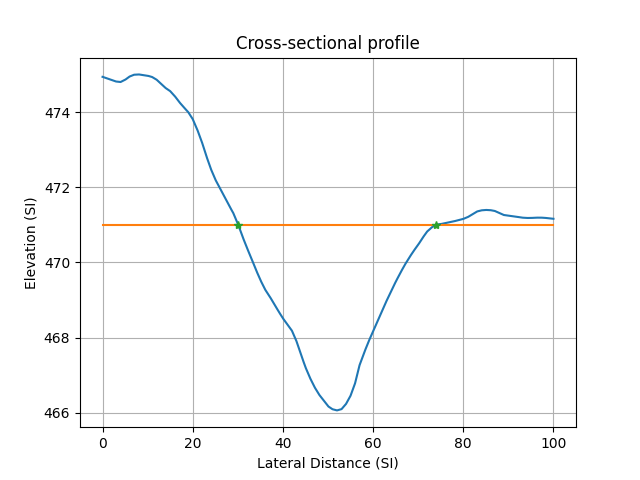 Cross-sectional profile
Elevation (SI)
474
472
470
468
466
0 20 40 60 80 100
Lateral Distance (SI)